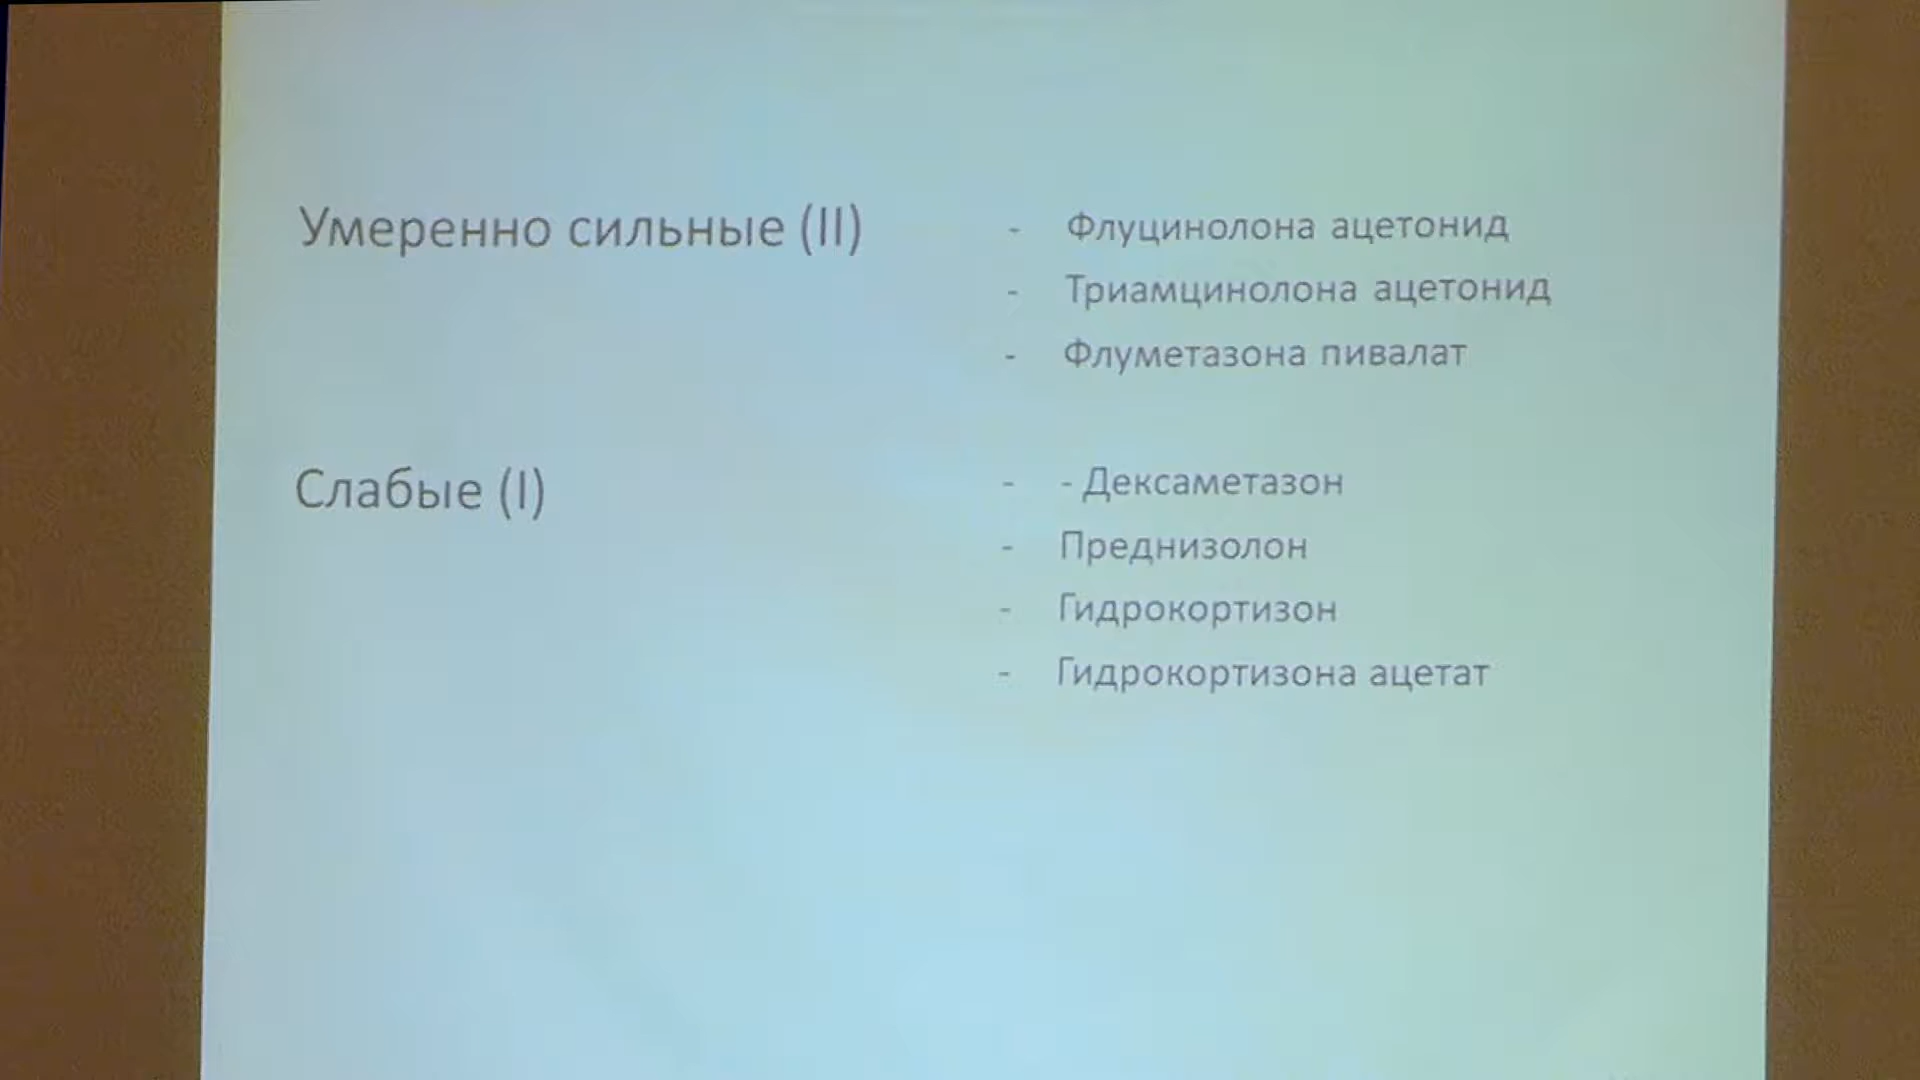 Умеренно сильные (II)
- Флуцинолона ацетонид
- Триамцинолона ацетонид
- Флуметазона пивалат
Слабые (I)
- - Дексаметазон
- Преднизолон
- Гидрокортизон
- Гидрокортизона ацетат